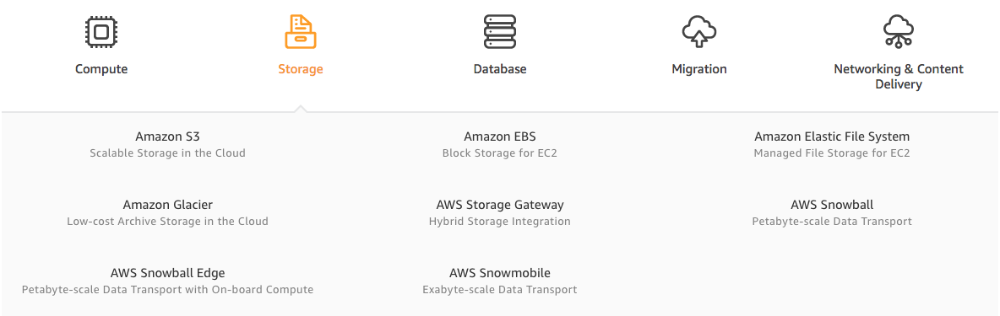 Compute
Storage
Database
Migration
Networking & Content
Delivery
Amazon S3
Scalable Storage in the Cloud
Amazon EBS
Block Storage for EC2
Amazon Elastic File System
Managed File Storage for EC2
Amazon Glacier
Low-cost Archive Storage in the Cloud
AWS Storage Gateway
Hybrid Storage Integration
AWS Snowball
Petabyte-scale Data Transport
AWS Snowball Edge
Petabyte-scale Data Transport with On-board Compute
AWS Snowmobile
Exabyte-scale Data Transport